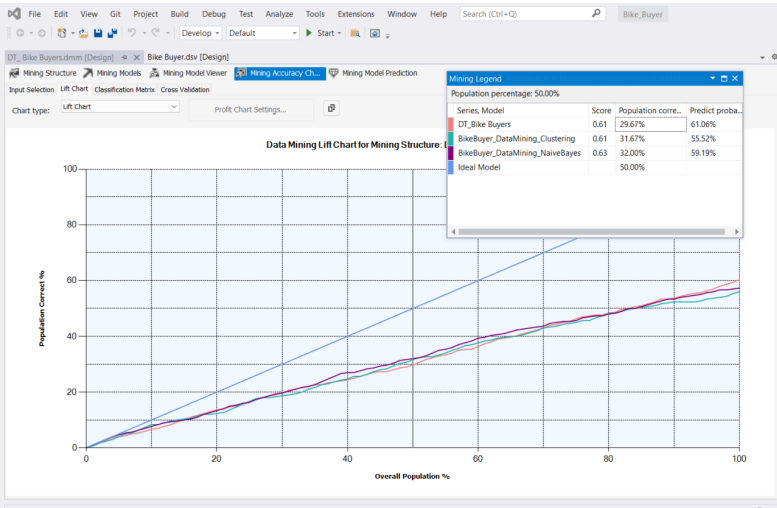 File Edit View Git Project Build Debug Test Analyze Tools Extensions Window Help Search (Ctrl+Q) Bike_Buyer
Develop Default Start
DT_ Bike Buyers.dmm [Design] Bike Buyer.dsv [Design]
Mining Structure Mining Models Mining Model Viewer Mining Accuracy Ch... Mining Model Prediction
Input Selection Lift Chart Classification Matrix Cross Validation
Chart type: Lift Chart Profit Chart Settings...
Mining Legend
Population percentage: 50.00%
Series, Model Score Population corre... Predict proba...
DT_Bike Buyers 0.61 29.67% 61.06%
BikeBuyer_DataMining_Clustering 0.61 31.67% 55.52%
BikeBuyer_DataMining_NaiveBayes 0.63 32.00% 59.19%
Ideal Model 50.00%
Data Mining Lift Chart for Mining Structure:
Population Correct %
100
80
60
40
20
0
0 20 40 60 80 100
Overall Population %